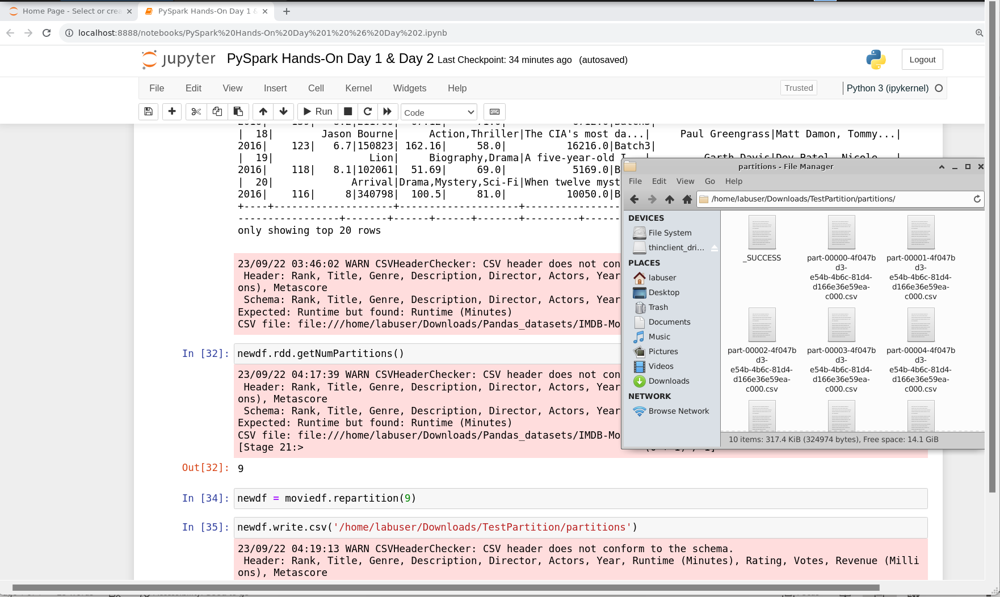 Home Page - Select or crea
PySpark Hands-On Day 1 &
localhost:8888/notebooks/PySpark%20Hands-On%20Day%201%20%26%20Day%202.ipynb
jupyter
PySpark Hands-On Day 1 & Day 2 Last Checkpoint: 34 minutes ago (autosaved)
Logout
File Edit View Insert Cell Kernel Widgets Help
Trusted
Python 3 (ipykernel)
Run
Code
| 18| Jason Bourne| Action,Thriller|The CIA's most da...| Paul Greengrass|Matt Damon, Tommy...|
2016| 123| 6.7|150823| 162.16| 58.0| 16216.0|Batch3|
| 19| Lion| Biography,Drama|A five-year-old I...| Garth Davis|Dev Patel, Nicole...|
2016| 118| 8.1|102061| 51.69| 69.0| 5169.0|B
| 20| Arrival|Drama,Mystery,Sci-Fi|When twelve myst
2016| 116| 8|340798| 100.5| 81.0| 10050.0|B
+----+--------------------+--------------------+-----------------
-----------------+-------+------+------+-------+---------+-------
only showing top 20 rows
23/09/22 03:46:02 WARN CSVHeaderChecker: CSV header does not con
Header: Rank, Title, Genre, Description, Director, Actors, Year
ons), Metascore
Schema: Rank, Title, Genre, Description, Director, Actors, Year
Expected: Runtime but found: Runtime (Minutes)
CSV file: file:///home/labuser/Downloads/Pandas_datasets/IMDB-Mo
In [32]: newdf.rdd.getNumPartitions()
23/09/22 04:17:39 WARN CSVHeaderChecker: CSV header does not con
Header: Rank, Title, Genre, Description, Director, Actors, Year
ons), Metascore
Schema: Rank, Title, Genre, Description, Director, Actors, Year
Expected: Runtime but found: Runtime (Minutes)
CSV file: file:///home/labuser/Downloads/Pandas_datasets/IMDB-Mo
[Stage 21:>
Out[32]: 9
In [34]: newdf = moviedf.repartition(9)
In [35]: newdf.write.csv('/home/labuser/Downloads/TestPartition/partitions')
23/09/22 04:19:13 WARN CSVHeaderChecker: CSV header does not conform to the schema.
Header: Rank, Title, Genre, Description, Director, Actors, Year, Runtime (Minutes), Rating, Votes, Revenue (Milli
ons), Metascore
partitions - File Manager
File Edit View Go Help
/home/labuser/Downloads/TestPartition/partitions/
DEVICES
File System
thinclient_dri...
PLACES
labuser
Desktop
Trash
Documents
Music
Pictures
Videos
Downloads
NETWORK
Browse Network
_SUCCESS
part-00000-4f047b
d3-
e54b-4b6c-81d4-
d166e36e59ea-
c000.csv
part-00001-4f047b
d3-
e54b-4b6c-81d4-
d166e36e59ea-
c000.csv
part-00002-4f047b
d3-
e54b-4b6c-81d4-
d166e36e59ea-
c000.csv
part-00003-4f047b
d3-
e54b-4b6c-81d4-
d166e36e59ea-
c000.csv
part-00004-4f047b
d3-
e54b-4b6c-81d4-
d166e36e59ea-
c000.csv
10 items: 317.4 KiB (324974 bytes), Free space: 14.1 GiB